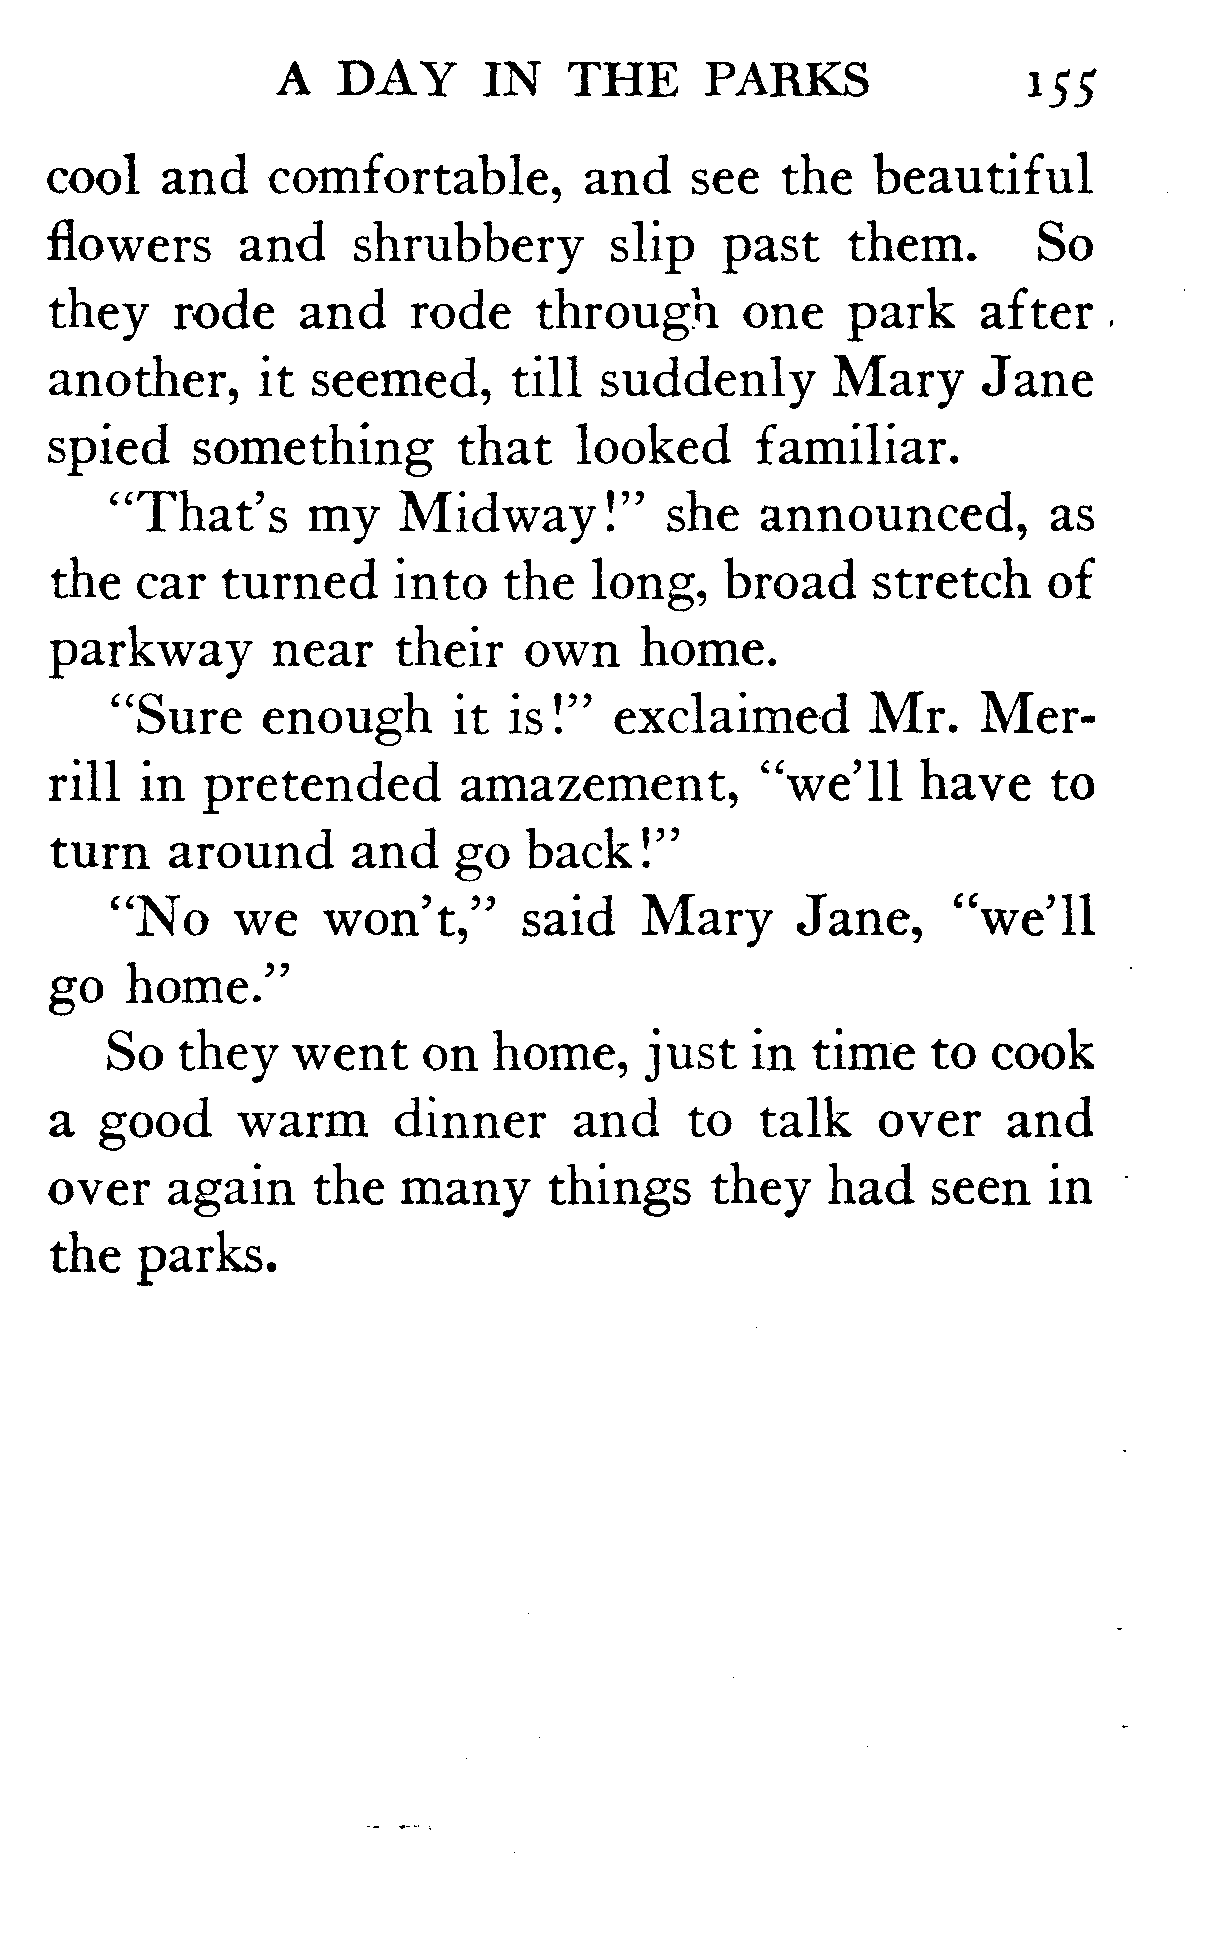 A DAY IN THE PARKS 155
cool and comfortable, and see the beautiful
flowers and shrubbery slip past them. So
they rode and rode through one park after
another, it seemed, till suddenly Mary Jane
spied something that looked familiar.
“That’s my Midway!” she announced, as
the car turned into the long, broad stretch of
parkway near their own home.
“Sure enough it is!” exclaimed Mr. Mer-
rill in pretended amazement, “we’ll have to
turn around and go back!”
“No we won’t,” said Mary Jane, “we’ll
go home.”
So they went on home, just in time to cook
a good warm dinner and to talk over and
over again the many things they had seen in
the parks.